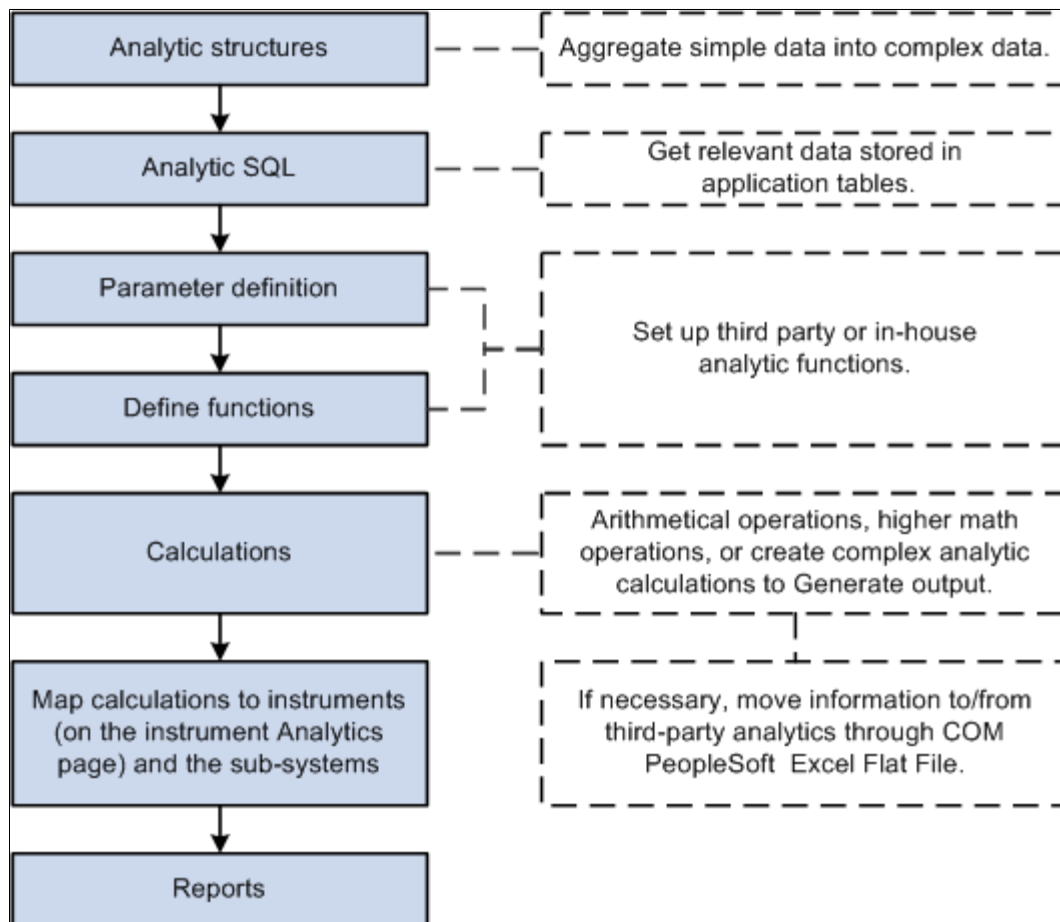 Analytic structures
Aggregate simple data into complex data.
Analytic SQL
Get relevant data stored in
application tables.
Parameter definition
Set up third party or in-house
analytic functions.
Define functions
Calculations
Arithmetical operations, higher math
operations, or create complex analytic
calculations to Generate output.
Map calculations to instruments
(on the instrument Analytics
page) and the sub-systems
If necessary, move information to/from
third-party analytics through COM
PeopleSoft Excel Flat File.
Reports